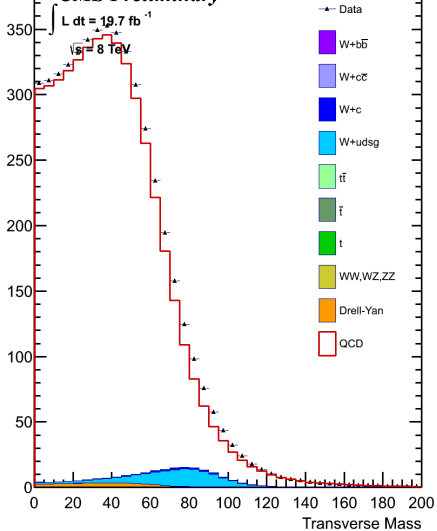 CMS Preliminary
∫ L dt = 19.7 fb⁻¹
√s = 8 TeV
Data
W+bb̅
W+cc̅
W+c
W+udsg
tt̅
t̅
t
WW,WZ,ZZ
Drell-Yan
QCD
350
300
250
200
150
100
50
0
0 20 40 60 80 100 120 140 160 180 200
Transverse Mass